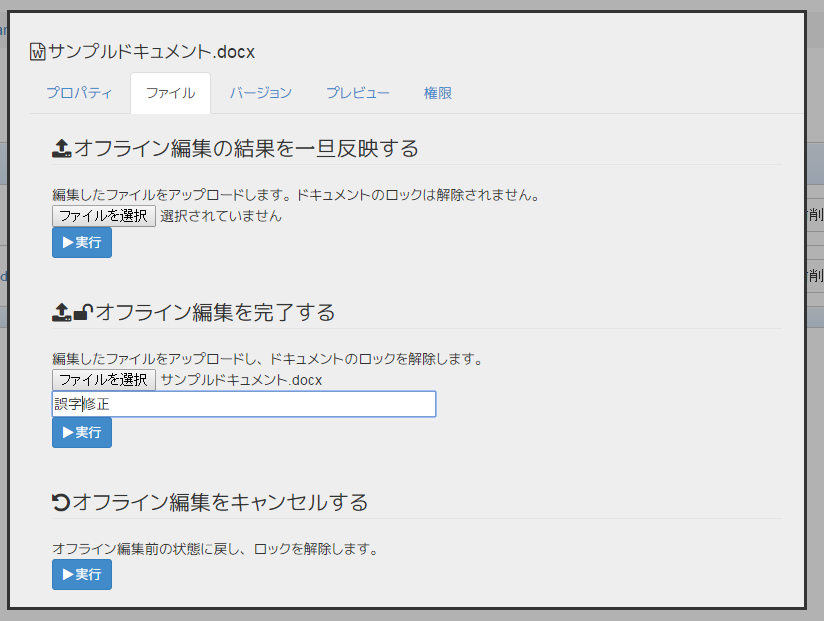 サンプルドキュメント.docx
プロパティ ファイル バージョン プレビュー 権限
オフライン編集の結果を一旦反映する
編集したファイルをアップロードします。ドキュメントのロックは解除されません。
ファイルを選択 選択されていません
実行
オフライン編集を完了する
編集したファイルをアップロードし、ドキュメントのロックを解除します。
ファイルを選択 サンプルドキュメント.docx
誤字修正
実行
オフライン編集をキャンセルする
オフライン編集前の状態に戻し、ロックを解除します。
実行
削
削